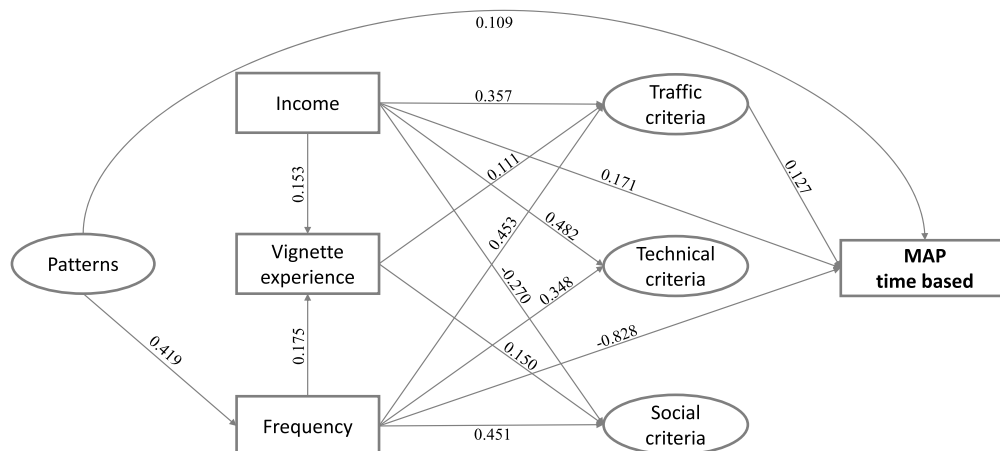 0.109
Income
0.357
Traffic
criteria
0.153
0.111
0.171
0.127
0.453
0.482
Patterns
Vignette
experience
Technical
criteria
MAP
time based
-0.270
0.348
0.419
0.175
0.150
-0.828
Frequency
0.451
Social
criteria